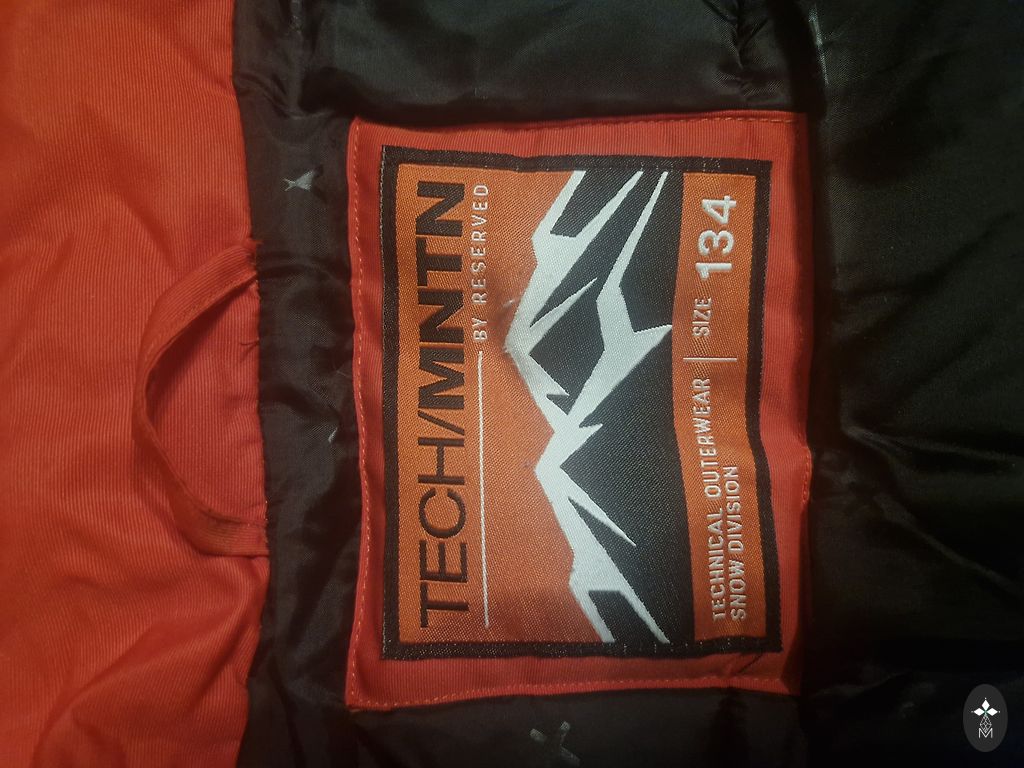 TECH/MNTN
BY RESERVED
TECHNICAL OUTERWEAR | SIZE 134
SNOW DIVISION